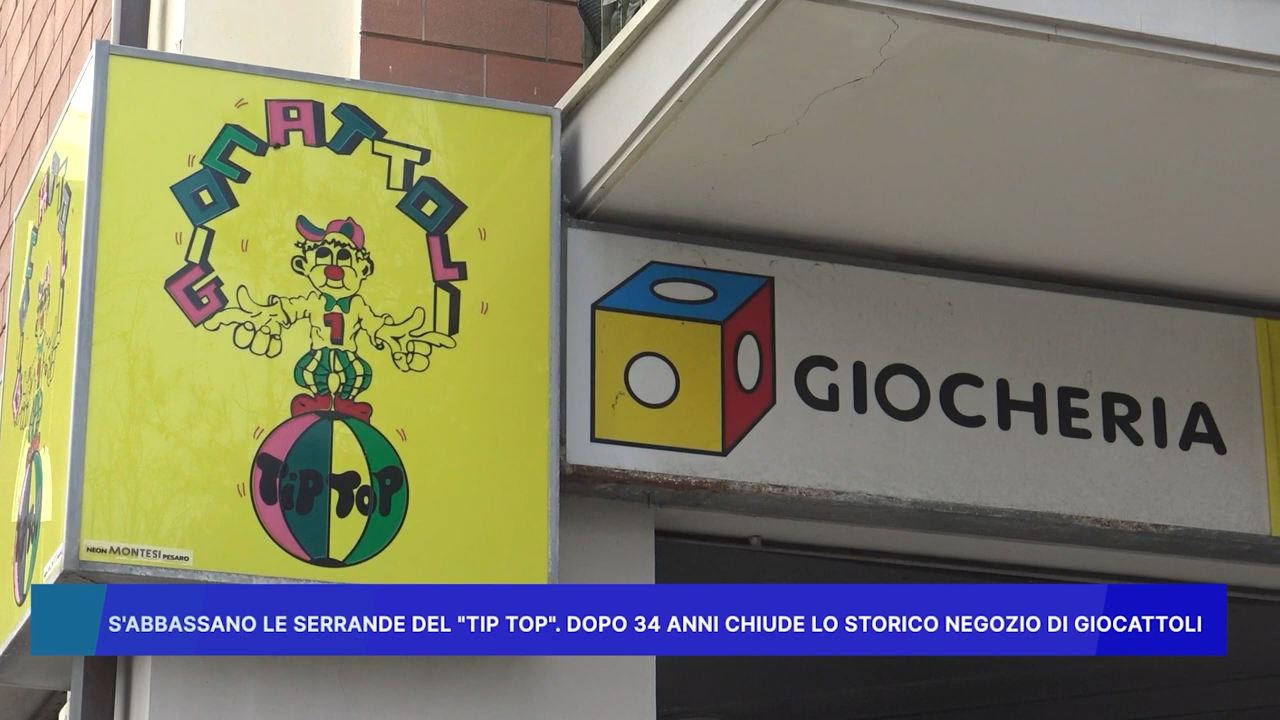 GIOCATTOLI
1
TiP ToP
NEON MONTESI PESARO
GIOCHERIA
S'ABBASSANO LE SERRANDE DEL "TIP TOP". DOPO 34 ANNI CHIUDE LO STORICO NEGOZIO DI GIOCATTOLI